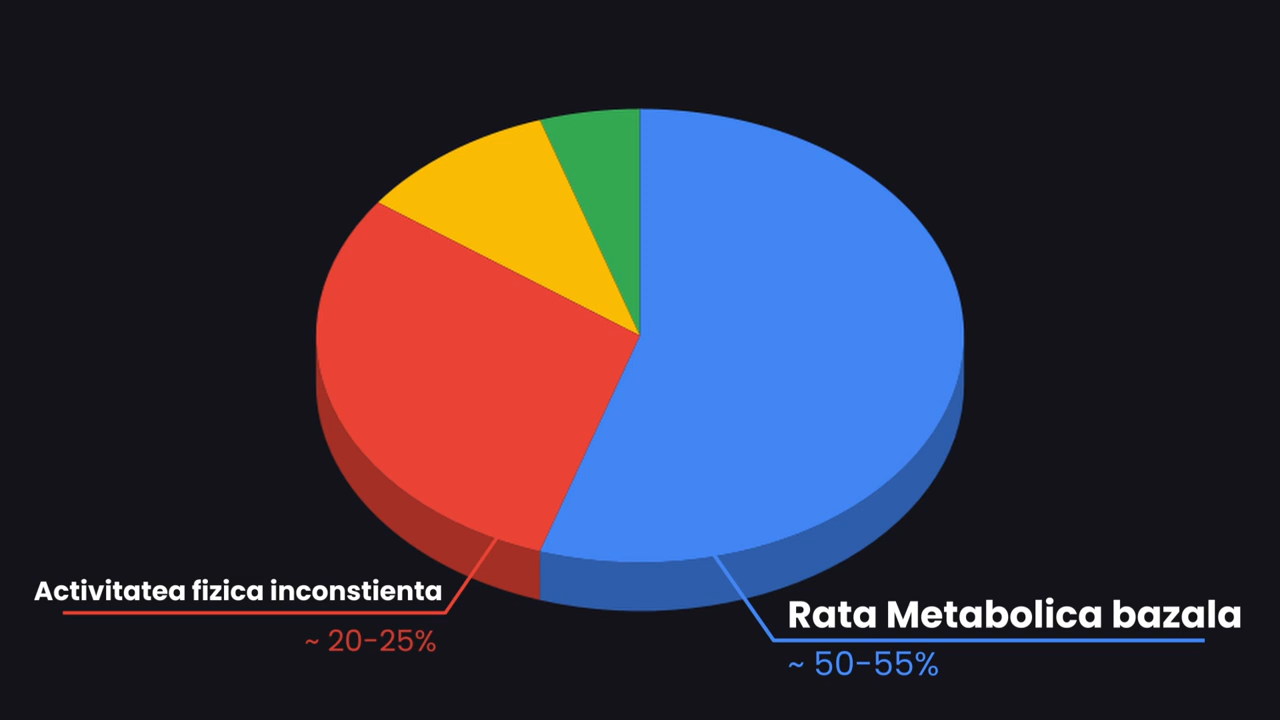 Activitatea fizica inconstienta
~ 20-25%
Rata Metabolica bazala
~ 50-55%